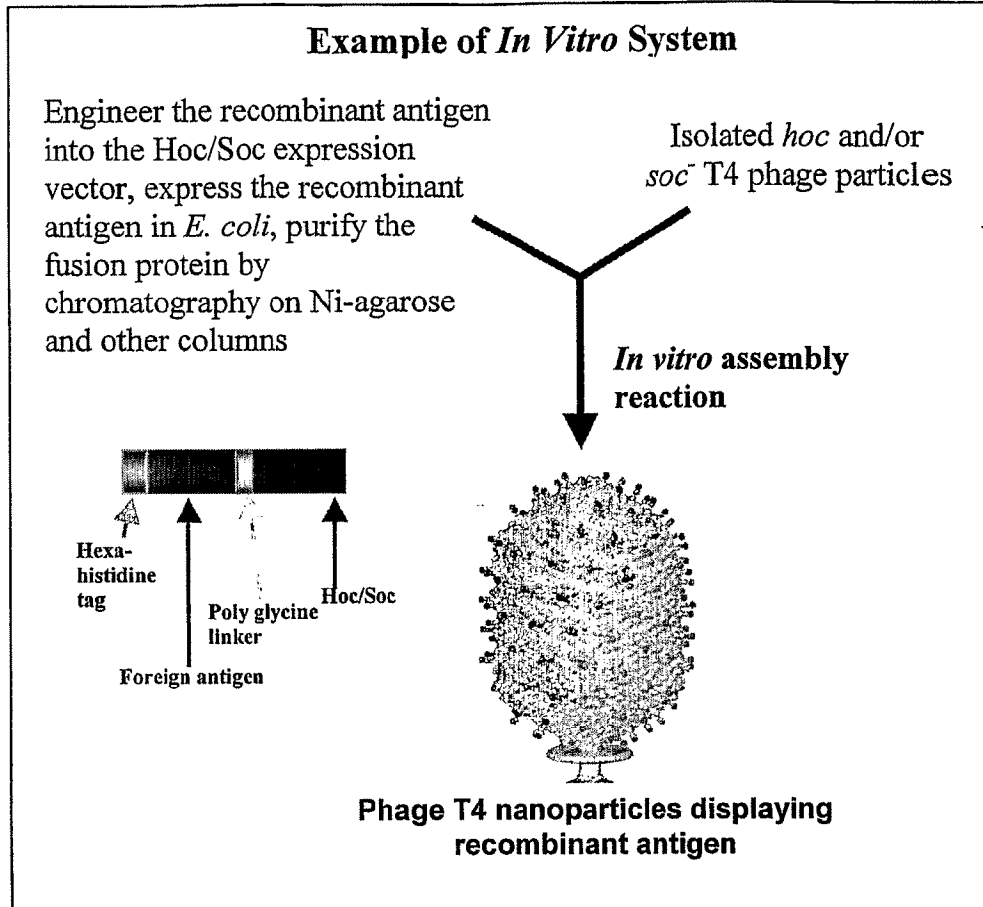 Example of In Vitro System
Engineer the recombinant antigen
into the Hoc/Soc expression
vector, express the recombinant
antigen in E. coli, purify the
fusion protein by
chromatography on Ni-agarose
and other columns
Isolated hoc and/or
soc⁻ T4 phage particles
In vitro assembly
reaction
Hexa-
histidine
tag
Poly glycine
linker
Hoc/Soc
Foreign antigen
Phage T4 nanoparticles displaying
recombinant antigen